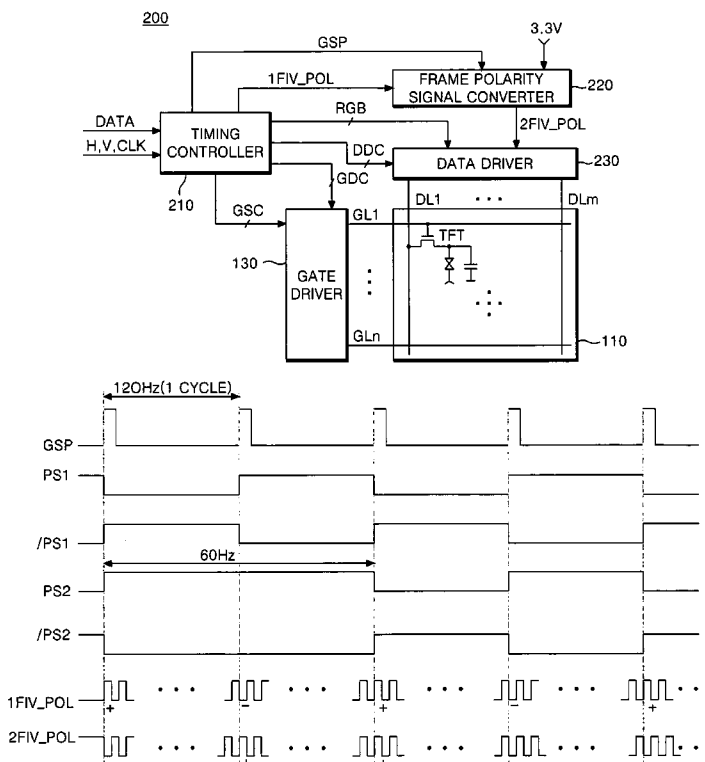 200
3.3V
GSP
1FIV_POL
FRAME POLARITY
SIGNAL CONVERTER
220
RGB
2FIV_POL
DATA
H,V,CLK
TIMING
CONTROLLER
210
DDC
DATA DRIVER
230
GDC
DL1
DLm
GSC
GL1
TFT
130
GATE
DRIVER
GLn
110
120Hz(1 CYCLE)
GSP
PS1
/PS1
60Hz
PS2
/PS2
1FIV_POL
+ - + - +
2FIV_POL